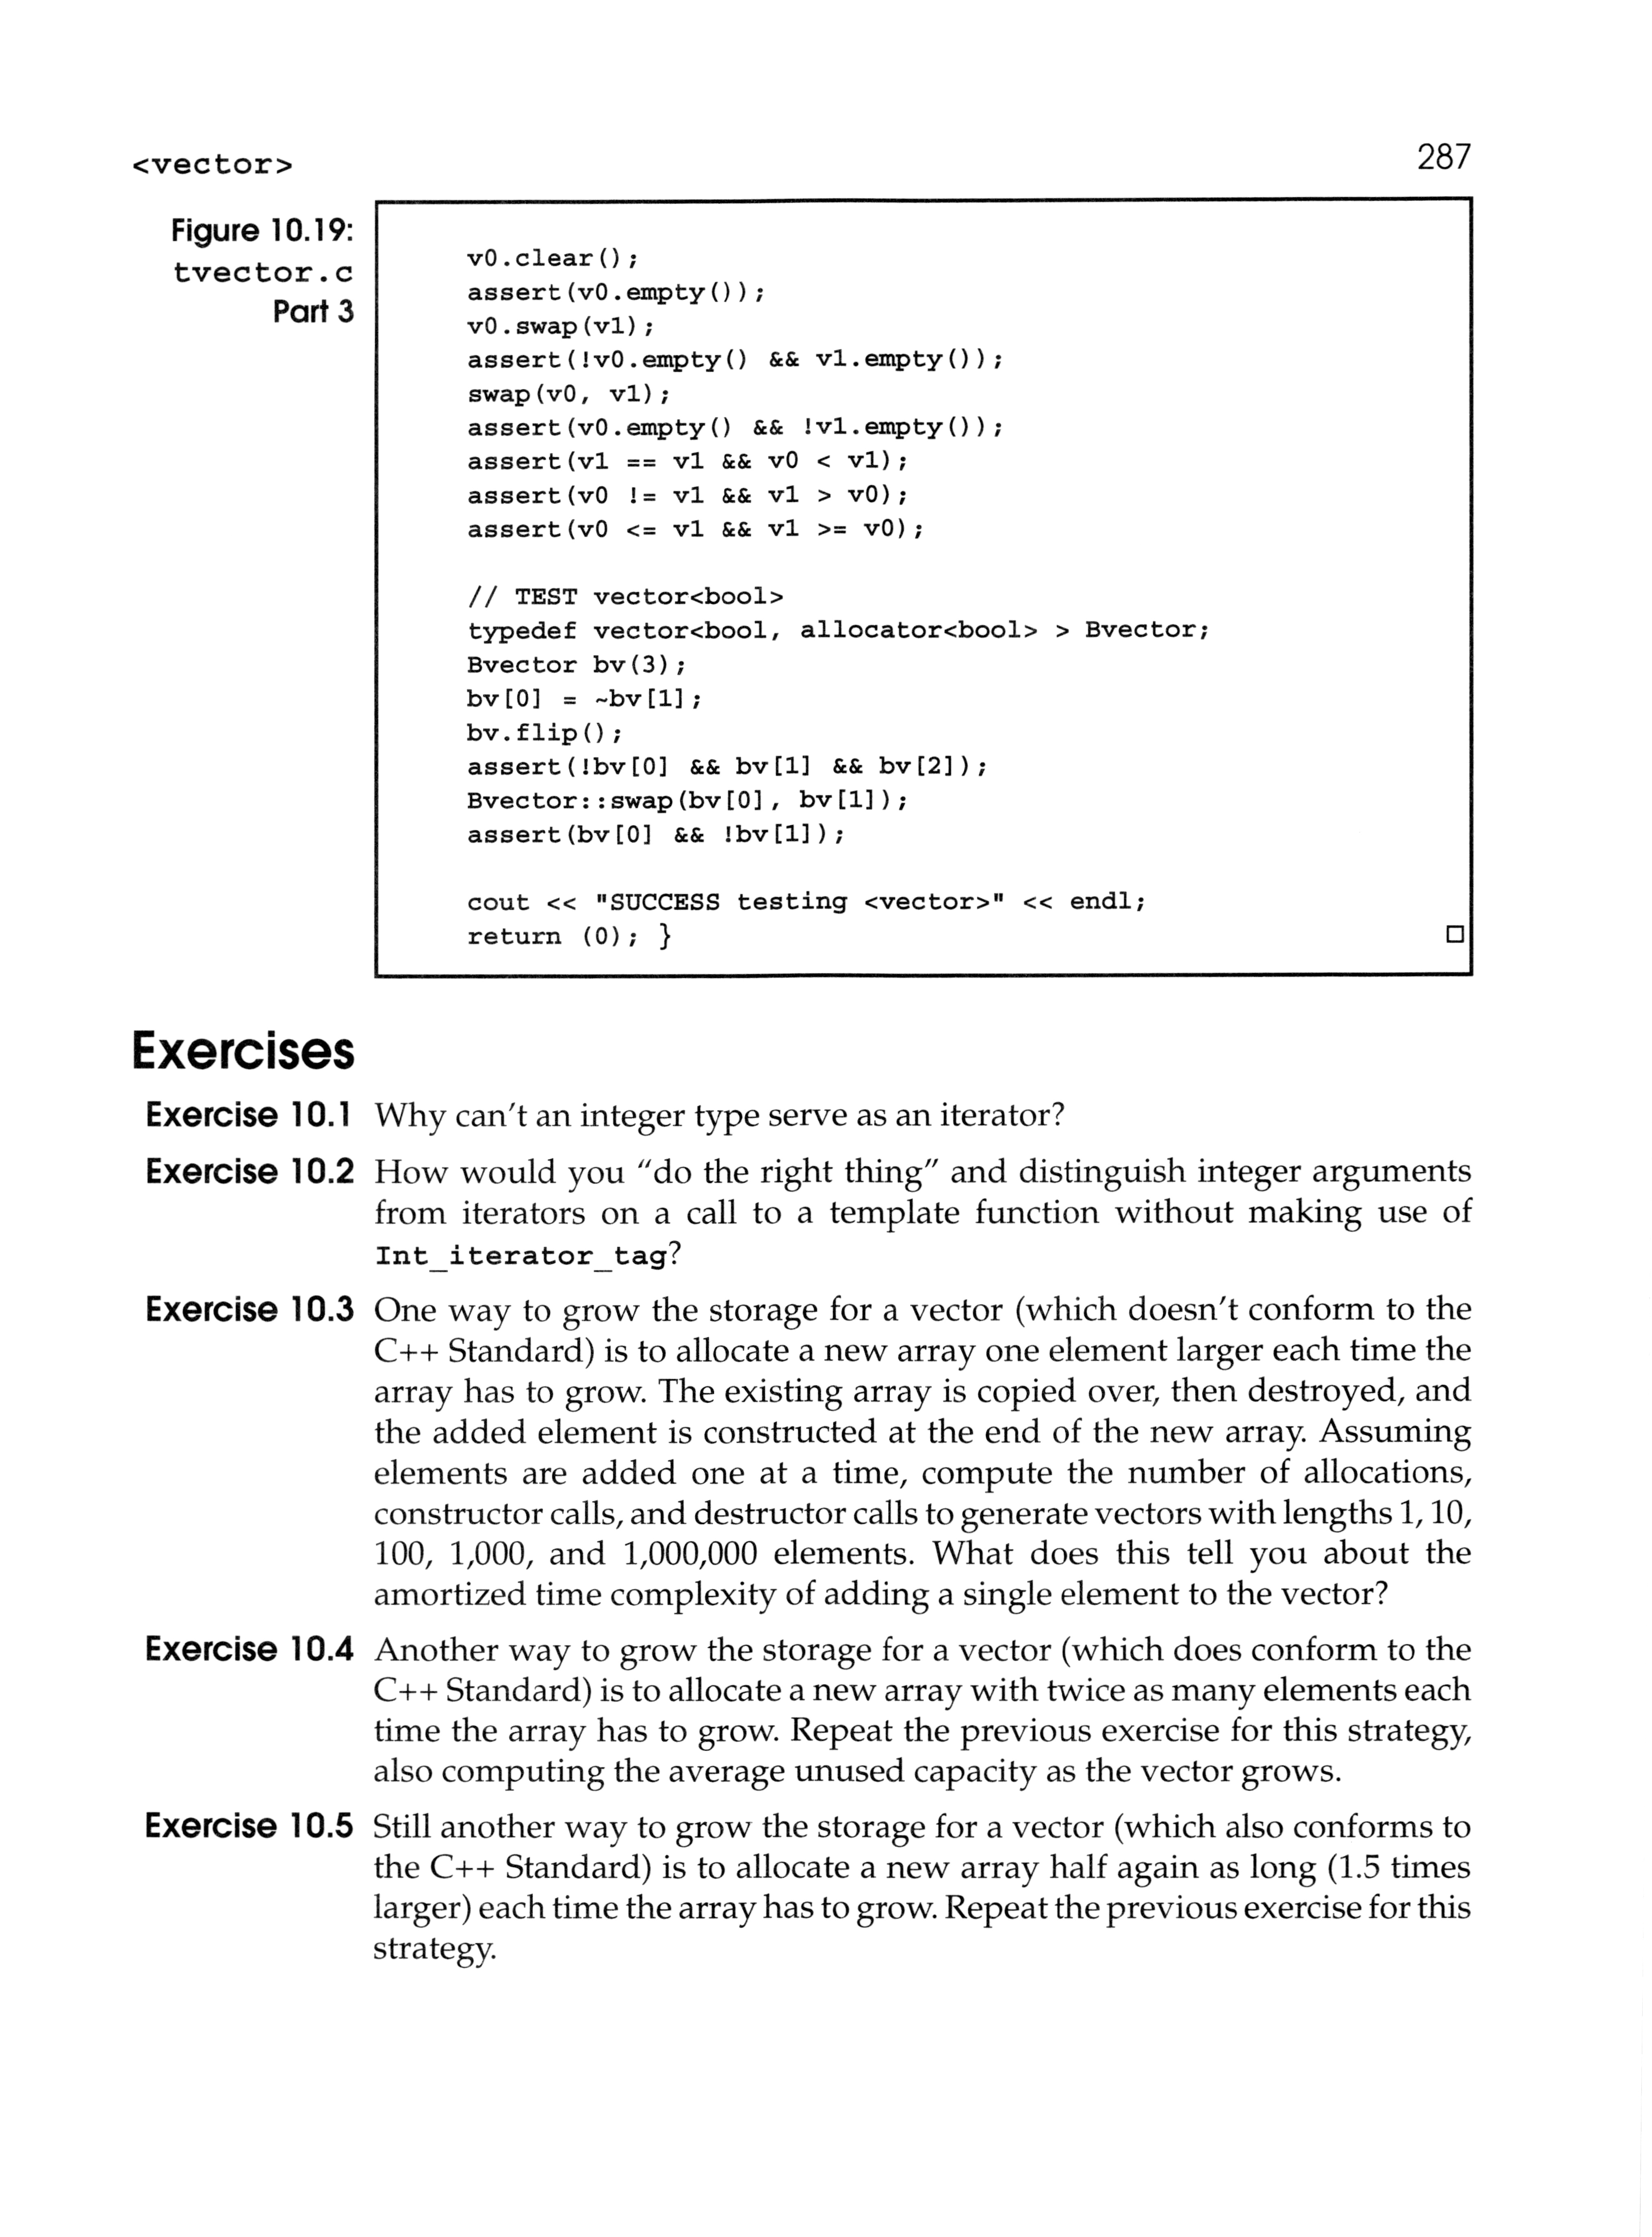 <vector>
287
Figure 10.19:
tvector.c
Part 3
v0.clear();
assert(v0.empty());
v0.swap(v1);
assert(!v0.empty() && v1.empty());
swap(v0, v1);
assert(v0.empty() && !v1.empty());
assert(v1 == v1 && v0 < v1);
assert(v0 != v1 && v1 > v0);
assert(v0 <= v1 && v1 >= v0);
// TEST vector<bool>
typedef vector<bool, allocator<bool> > Bvector;
Bvector bv(3);
bv[0] = ~bv[1];
bv.flip();
assert(!bv[0] && bv[1] && bv[2]);
Bvector::swap(bv[0], bv[1]);
assert(bv[0] && !bv[1]);
cout << "SUCCESS testing <vector>" << endl;
return (0); }
Exercises
Exercise 10.1 Why can't an integer type serve as an iterator?
Exercise 10.2 How would you "do the right thing" and distinguish integer arguments
from iterators on a call to a template function without making use of
Int_iterator_tag?
Exercise 10.3 One way to grow the storage for a vector (which doesn't conform to the
C++ Standard) is to allocate a new array one element larger each time the
array has to grow. The existing array is copied over, then destroyed, and
the added element is constructed at the end of the new array. Assuming
elements are added one at a time, compute the number of allocations,
constructor calls, and destructor calls to generate vectors with lengths 1, 10,
100, 1,000, and 1,000,000 elements. What does this tell you about the
amortized time complexity of adding a single element to the vector?
Exercise 10.4 Another way to grow the storage for a vector (which does conform to the
C++ Standard) is to allocate a new array with twice as many elements each
time the array has to grow. Repeat the previous exercise for this strategy,
also computing the average unused capacity as the vector grows.
Exercise 10.5 Still another way to grow the storage for a vector (which also conforms to
the C++ Standard) is to allocate a new array half again as long (1.5 times
larger) each time the array has to grow. Repeat the previous exercise for this
strategy.